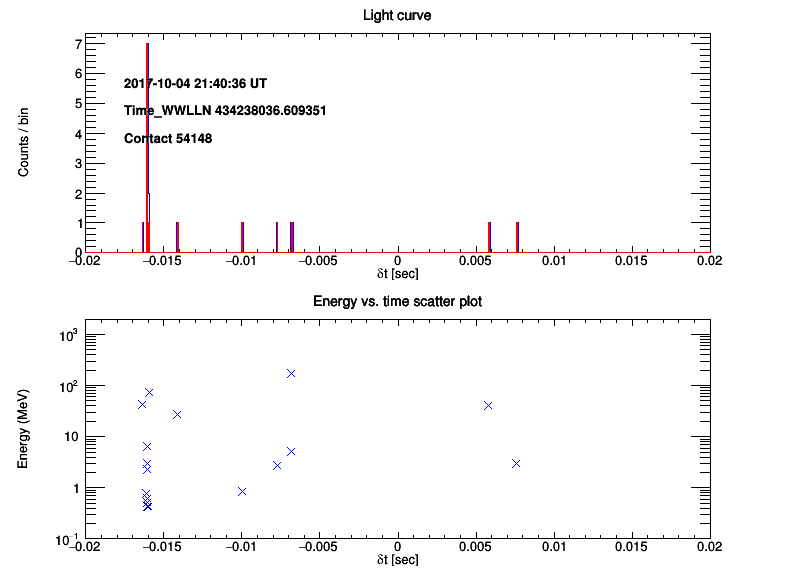 Light curve
Counts / bin
7
6
5
4
3
2
1
0
2017-10-04 21:40:36 UT
Time_WWLLN 434238036.609351
Contact 54148
−0.02 −0.015 −0.01 −0.005 0 0.005 0.01 0.015 0.02
δt [sec]
Energy vs. time scatter plot
Energy (MeV)
10³
10²
10
1
10⁻¹
−0.02 −0.015 −0.01 −0.005 0 0.005 0.01 0.015 0.02
δt [sec]